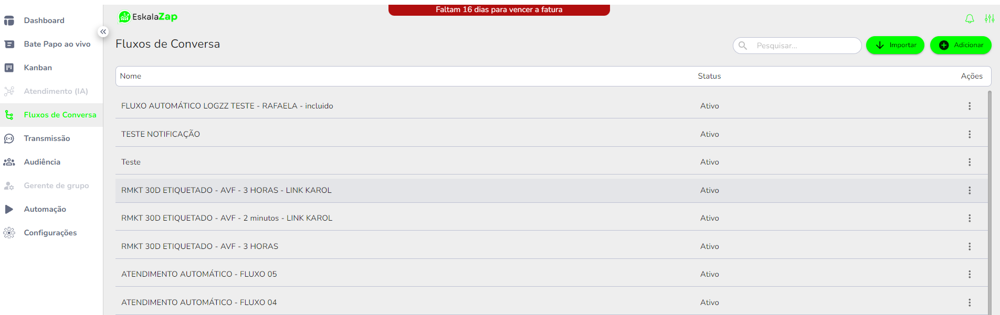 Faltam 16 dias para vencer a fatura
EskalaZap
Dashboard
Bate Papo ao vivo
Kanban
Atendimento (IA)
Fluxos de Conversa
Transmissão
Audiência
Gerente de grupo
Automação
Configurações
Fluxos de Conversa
Pesquisar...
Importar
Adicionar
Nome Status Ações
FLUXO AUTOMÁTICO LOGZZ TESTE - RAFAELA - incluido Ativo
TESTE NOTIFICAÇÃO Ativo
Teste Ativo
RMKT 30D ETIQUETADO - AVF - 3 HORAS - LINK KAROL Ativo
RMKT 30D ETIQUETADO - AVF - 2 minutos - LINK KAROL Ativo
RMKT 30D ETIQUETADO - AVF - 3 HORAS Ativo
ATENDIMENTO AUTOMÁTICO - FLUXO 05 Ativo
ATENDIMENTO AUTOMÁTICO - FLUXO 04 Ativo